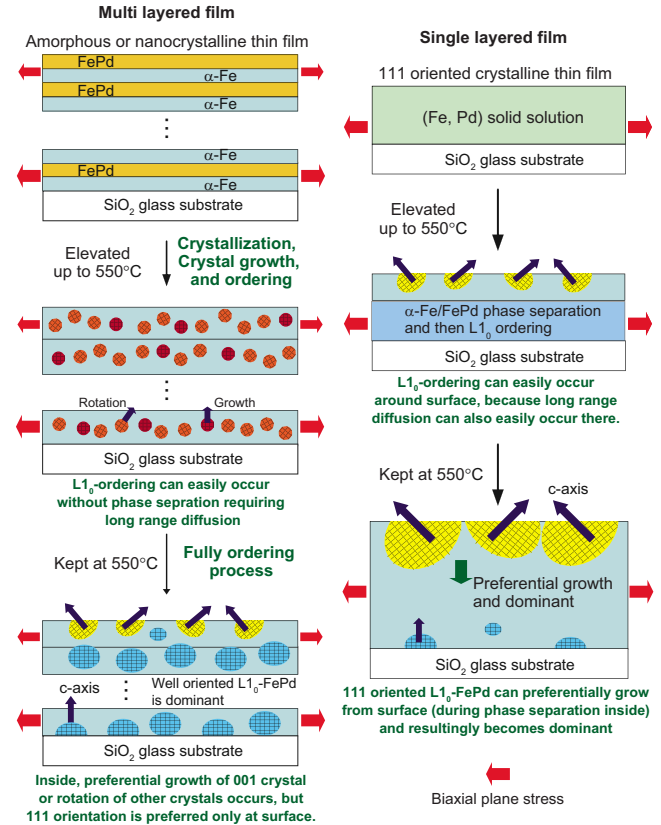 Multi layered film
Amorphous or nanocrystalline thin film
FePd
α-Fe
FePd
α-Fe
α-Fe
FePd
α-Fe
SiO₂ glass substrate
Elevated
up to 550°C
Crystallization,
Crystal growth,
and ordering
Rotation
Growth
SiO₂ glass substrate
L1₀-ordering can easily occur
without phase sepration requiring
long range diffusion
Kept at 550°C
Fully ordering
process
c-axis
Well oriented L1₀-FePd
is dominant
SiO₂ glass substrate
Inside, preferential growth of 001 crystal
or rotation of other crystals occurs, but
111 orientation is preferred only at surface.
Single layered film
111 oriented crystalline thin film
(Fe, Pd) solid solution
SiO₂ glass substrate
Elevated
up to 550°C
α-Fe/FePd phase separation
and then L1₀ ordering
SiO₂ glass substrate
L1₀-ordering can easily occur
around surface, because long range
diffusion can also easily occur there.
Kept at 550°C
c-axis
Preferential growth
and dominant
SiO₂ glass substrate
111 oriented L1₀-FePd can preferentially grow
from surface (during phase separation inside)
and resultingly becomes dominant
Biaxial plane stress